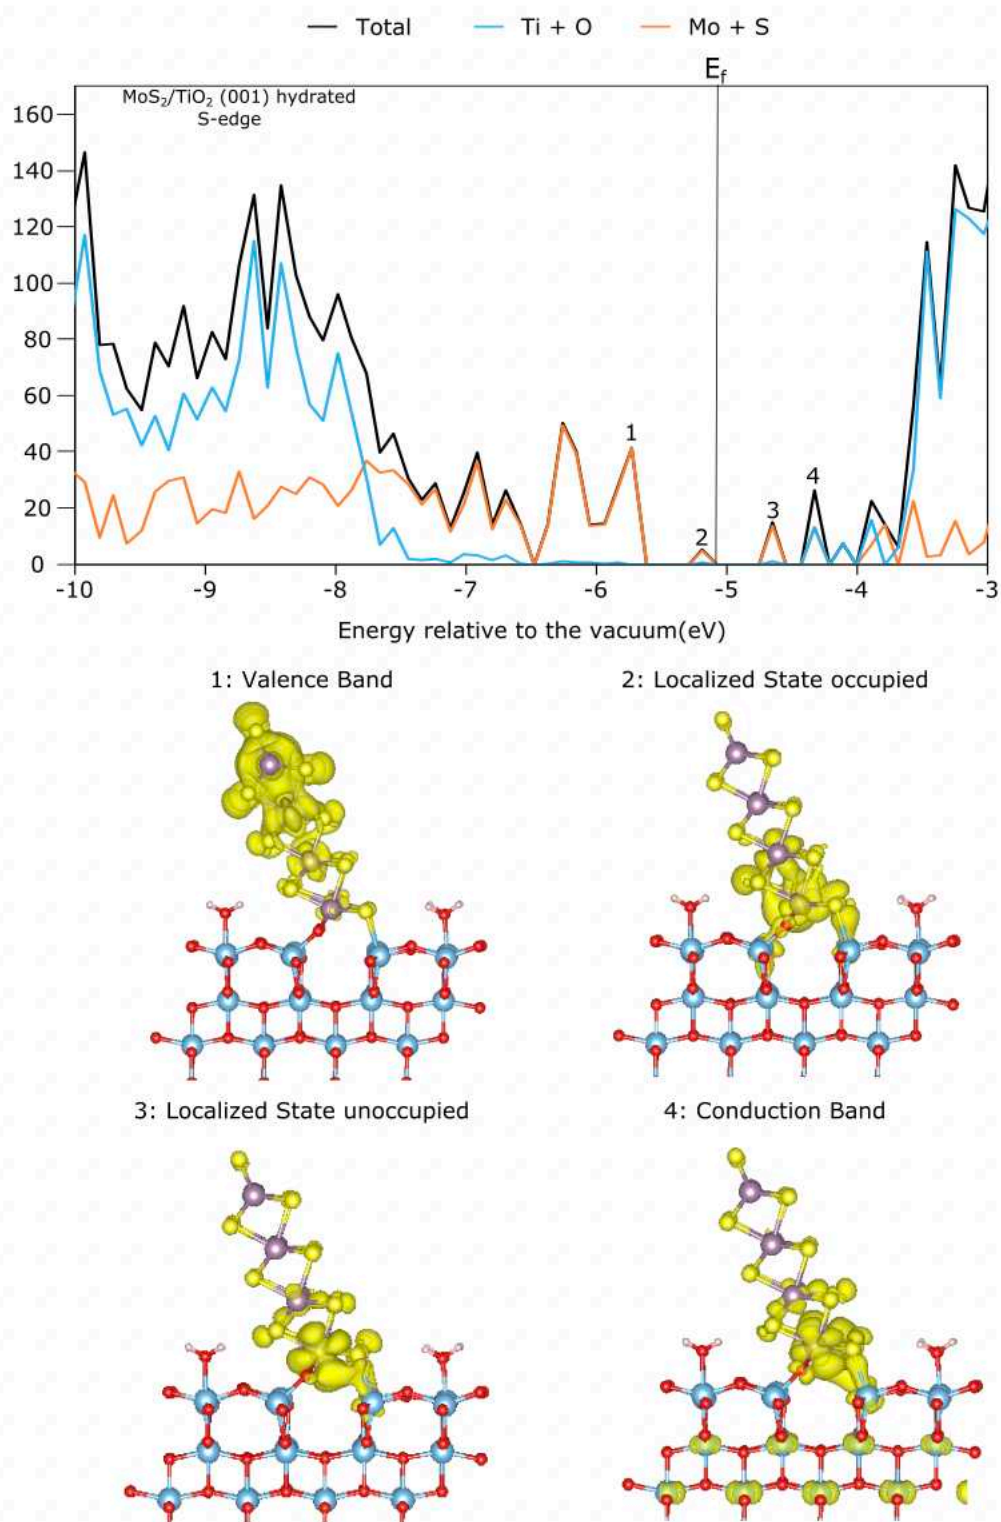 Total Ti + O Mo + S
E_f
MoS₂/TiO₂ (001) hydrated
S-edge
160
140
120
100
80
60
40
20
0
1
2
3
4
-10 -9 -8 -7 -6 -5 -4 -3
Energy relative to the vacuum(eV)
1: Valence Band 2: Localized State occupied
3: Localized State unoccupied 4: Conduction Band